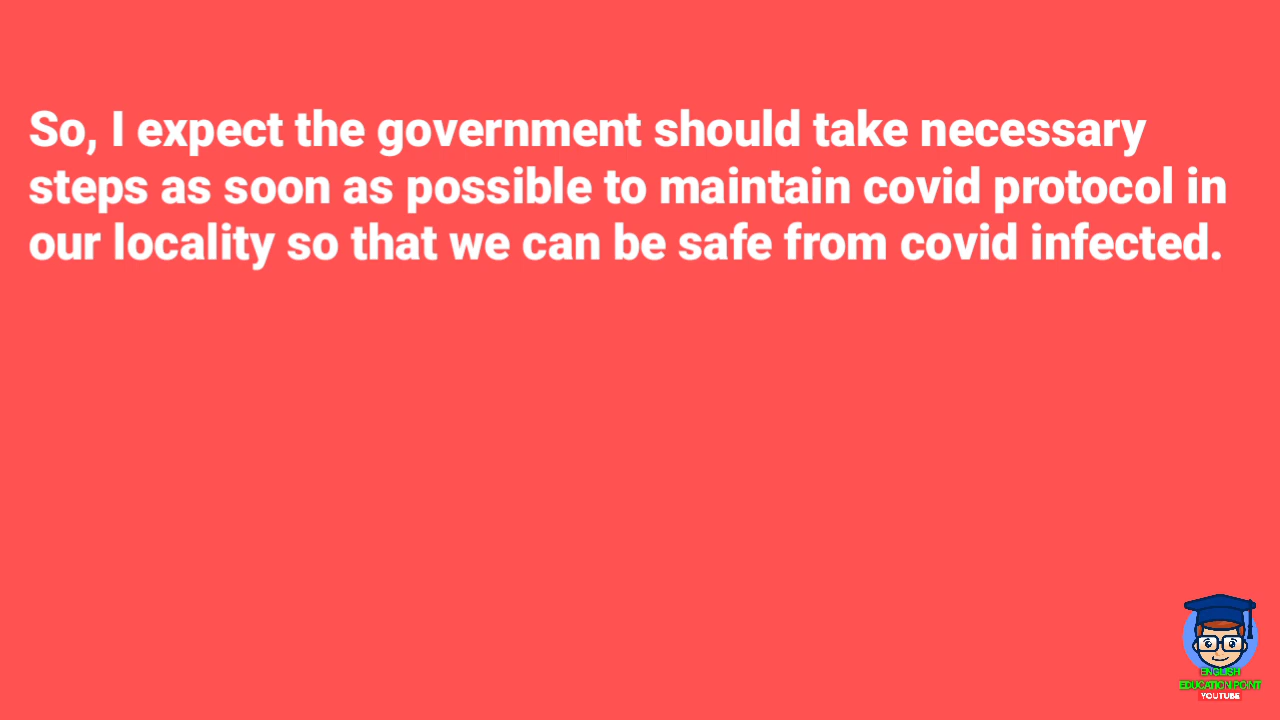 So, I expect the government should take necessary
steps as soon as possible to maintain covid protocol in
our locality so that we can be safe from covid infected.
ENGLISH
EDUCATION POINT
YOUTUBE